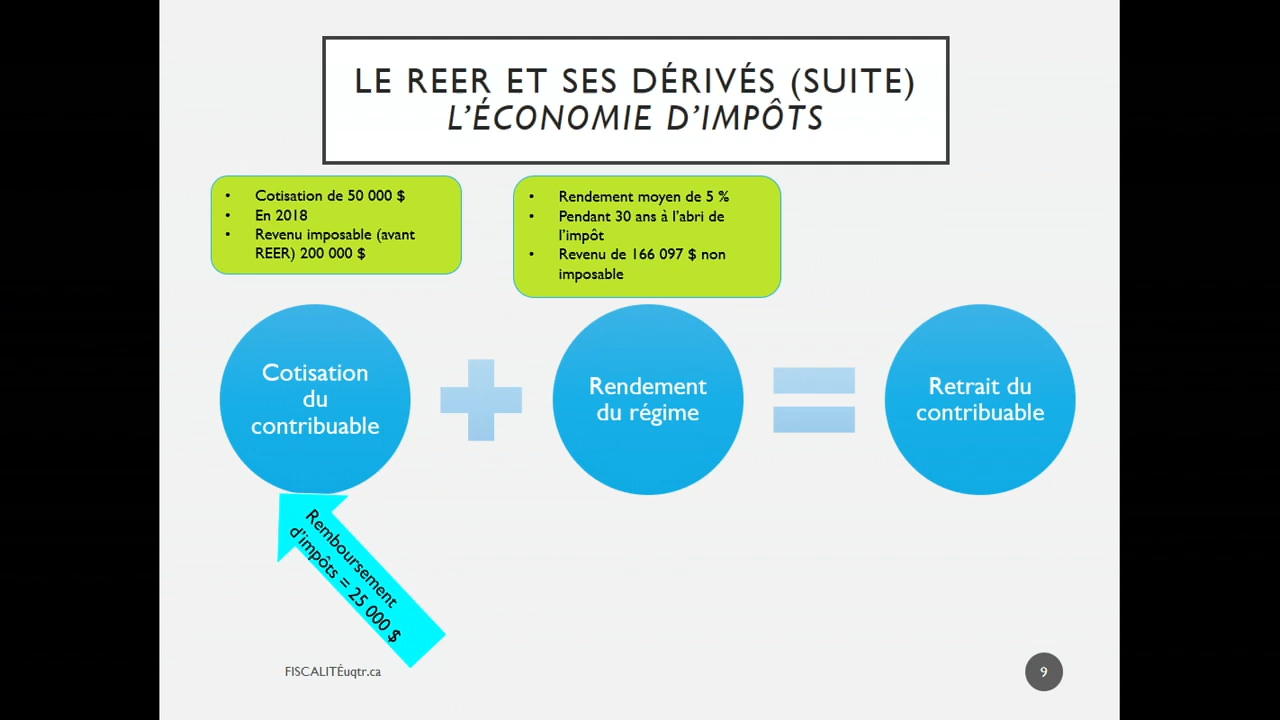 LE REER ET SES DÉRIVÉS (SUITE)
L'ÉCONOMIE D'IMPÔTS
• Cotisation de 50 000 $
• En 2018
• Revenu imposable (avant
REER) 200 000 $
• Rendement moyen de 5 %
• Pendant 30 ans à l'abri de
l'impôt
• Revenu de 166 097 $ non
imposable
Cotisation
du
contribuable
Rendement
du régime
Retrait du
contribuable
Remboursement
d'impôts = 25 000 $
FISCALITÉuqtr.ca
9